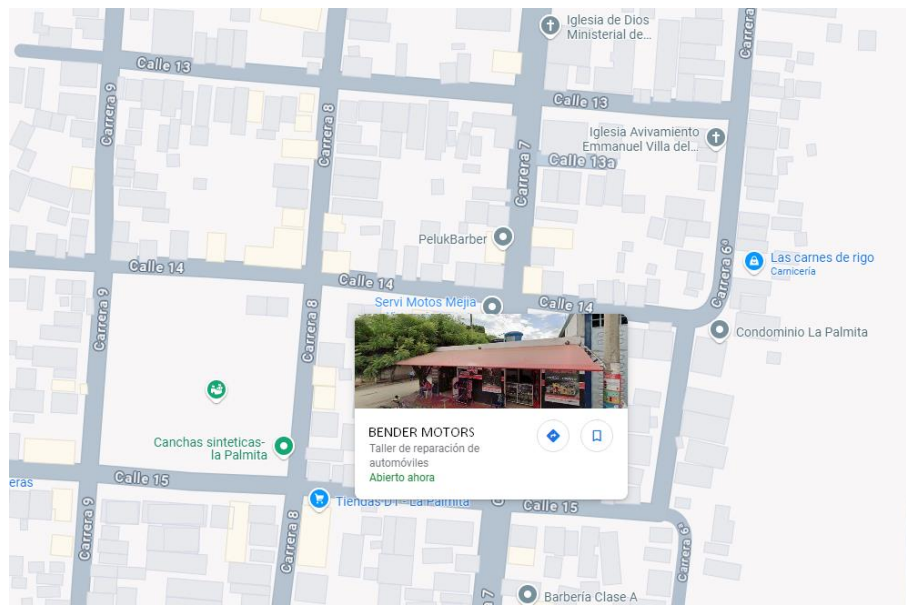 Iglesia de Dios
Ministerial de...
Carrera
Calle 13
Carrera 9
Carrera 8
Calle 13
Iglesia Avivamiento
Emmanuel Villa del...
Calle 13a
Carrera 7
PelukBarber
Carrera 6ª
Las carnes de rigo
Carnicería
Calle 14
Calle 14
Servi Motos Mejia
Calle 14
Carrera 9
Carrera 8
Condominio La Palmita
BENDER MOTORS
Taller de reparación de
automóviles
Abierto ahora
Canchas sinteticas-
la Palmita
eras
Calle 15
Tiendas D1 - La Palmita
Calle 15
Carrera 9
Carrera 8
Carrera 6ª
7
Barbería Clase A